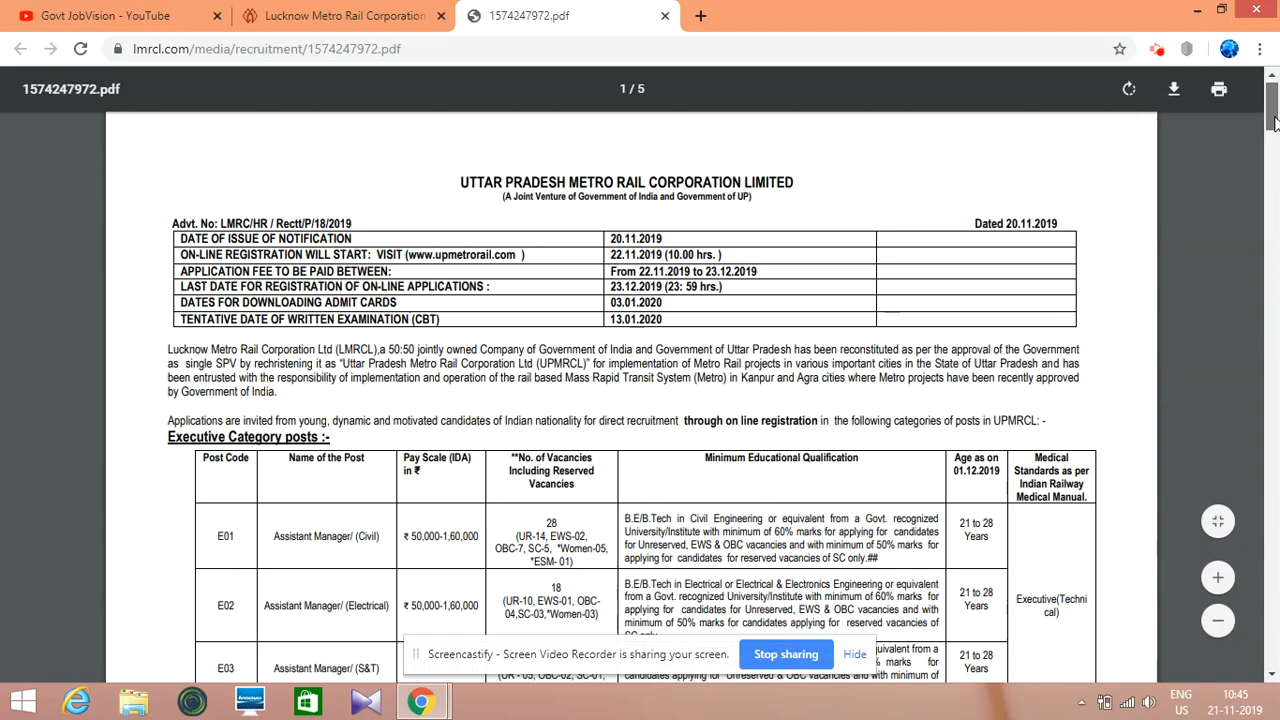 Govt JobVision - YouTube
Lucknow Metro Rail Corporation
1574247972.pdf
lmrcl.com/media/recruitment/1574247972.pdf
1574247972.pdf
1 / 5
UTTAR PRADESH METRO RAIL CORPORATION LIMITED
(A Joint Venture of Government of India and Government of UP)
Advt. No: LMRC/HR / Rectt/P/18/2019 Dated 20.11.2019
DATE OF ISSUE OF NOTIFICATION 20.11.2019
ON-LINE REGISTRATION WILL START: VISIT (www.upmetrorail.com ) 22.11.2019 (10.00 hrs. )
APPLICATION FEE TO BE PAID BETWEEN: From 22.11.2019 to 23.12.2019
LAST DATE FOR REGISTRATION OF ON-LINE APPLICATIONS : 23.12.2019 (23: 59 hrs.)
DATES FOR DOWNLOADING ADMIT CARDS 03.01.2020
TENTATIVE DATE OF WRITTEN EXAMINATION (CBT) 13.01.2020
Lucknow Metro Rail Corporation Ltd (LMRCL),a 50:50 jointly owned Company of Government of India and Government of Uttar Pradesh has been reconstituted as per the approval of the Government
as single SPV by rechristening it as “Uttar Pradesh Metro Rail Corporation Ltd (UPMRCL)” for implementation of Metro Rail projects in various important cities in the State of Uttar Pradesh and has
been entrusted with the responsibility of implementation and operation of the rail based Mass Rapid Transit System (Metro) in Kanpur and Agra cities where Metro projects have been recently approved
by Government of India.
Applications are invited from young, dynamic and motivated candidates of Indian nationality for direct recruitment through on line registration in the following categories of posts in UPMRCL: -
Executive Category posts :-
Post Code
Name of the Post
Pay Scale (IDA)
in ₹
**No. of Vacancies
Including Reserved
Vacancies
Minimum Educational Qualification
Age as on
01.12.2019
Medical
Standards as per
Indian Railway
Medical Manual.
E01
Assistant Manager/ (Civil)
₹ 50,000-1,60,000
28
(UR-14, EWS-02,
OBC-7, SC-5, *Women-05,
*ESM- 01)
B.E/B.Tech in Civil Engineering or equivalent from a Govt. recognized
University/Institute with minimum of 60% marks for applying for candidates
for Unreserved, EWS & OBC vacancies and with minimum of 50% marks for
applying for candidates for reserved vacancies of SC only.##
21 to 28
Years
Executive(Techni
cal)
E02
Assistant Manager/ (Electrical)
₹ 50,000-1,60,000
18
(UR-10, EWS-01, OBC-
04,SC-03,*Women-03)
B.E/B.Tech in Electrical or Electrical & Electronics Engineering or equivalent
from a Govt. recognized University/Institute with minimum of 60% marks for
applying for candidates for Unreserved, EWS & OBC vacancies and with
minimum of 50% marks for candidates applying for reserved vacancies of
SC only
21 to 28
Years
E03
Assistant Manager/ (S&T)
₹ 50,000-1,60,000
equivalent from a
marks for
minimum of
21 to 28
Years
Screencastify - Screen Video Recorder is sharing your screen.
Stop sharing
Hide
ENG
US
10:45
21-11-2019